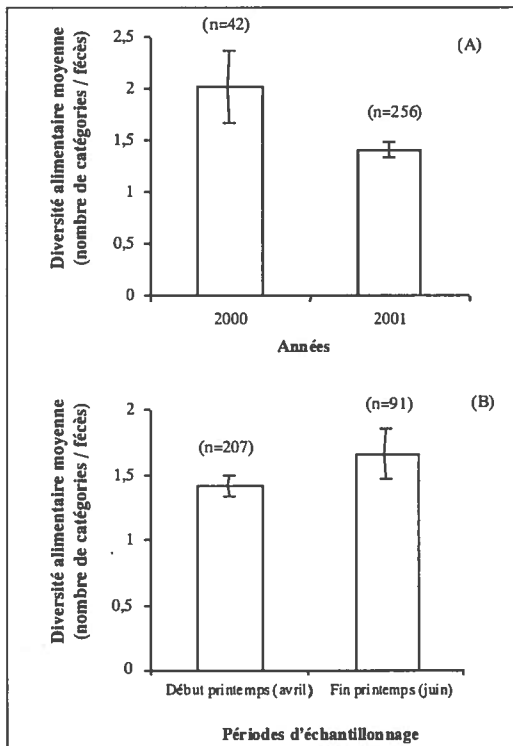 (A)
(n=42)
(n=256)
Diversité alimentaire moyenne
(nombre de catégories / fécès)
2,5
2
1,5
1
0,5
0
2000
2001
Années
(B)
(n=207)
(n=91)
Diversité alimentaire moyenne
(nombre de catégories / fécès)
2
1,5
1
0,5
0
Début printemps (avril)
Fin printemps (juin)
Périodes d'échantillonnage